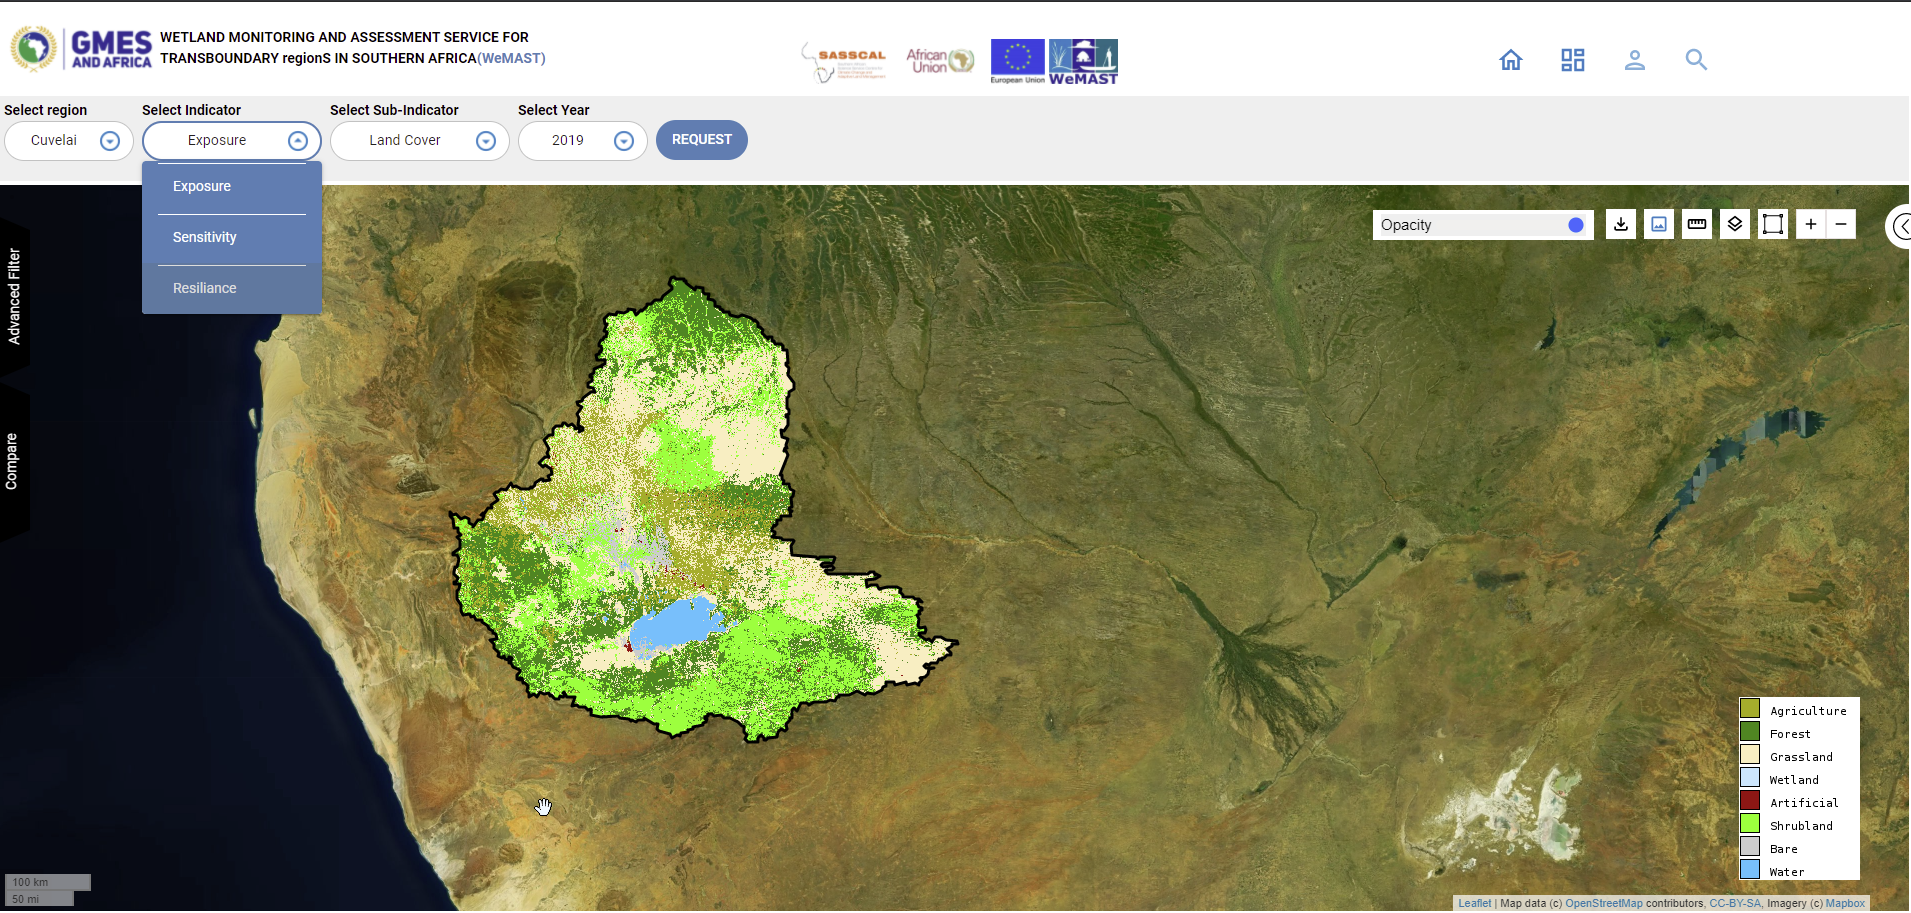 GMES
AND AFRICA
WETLAND MONITORING AND ASSESSMENT SERVICE FOR
TRANSBOUNDARY regionS IN SOUTHERN AFRICA(WeMAST)
SASSCAL
African
Union
European Union
WeMAST
Select region
Select Indicator
Select Sub-Indicator
Select Year
Cuvelai
Exposure
Land Cover
2019
REQUEST
Exposure
Sensitivity
Resiliance
Advanced Filter
Compare
Opacity
Agriculture
Forest
Grassland
Wetland
Artificial
Shrubland
Bare
Water
100 km
50 mi
Leaflet | Map data (c) OpenStreetMap contributors, CC-BY-SA, Imagery (c) Mapbox